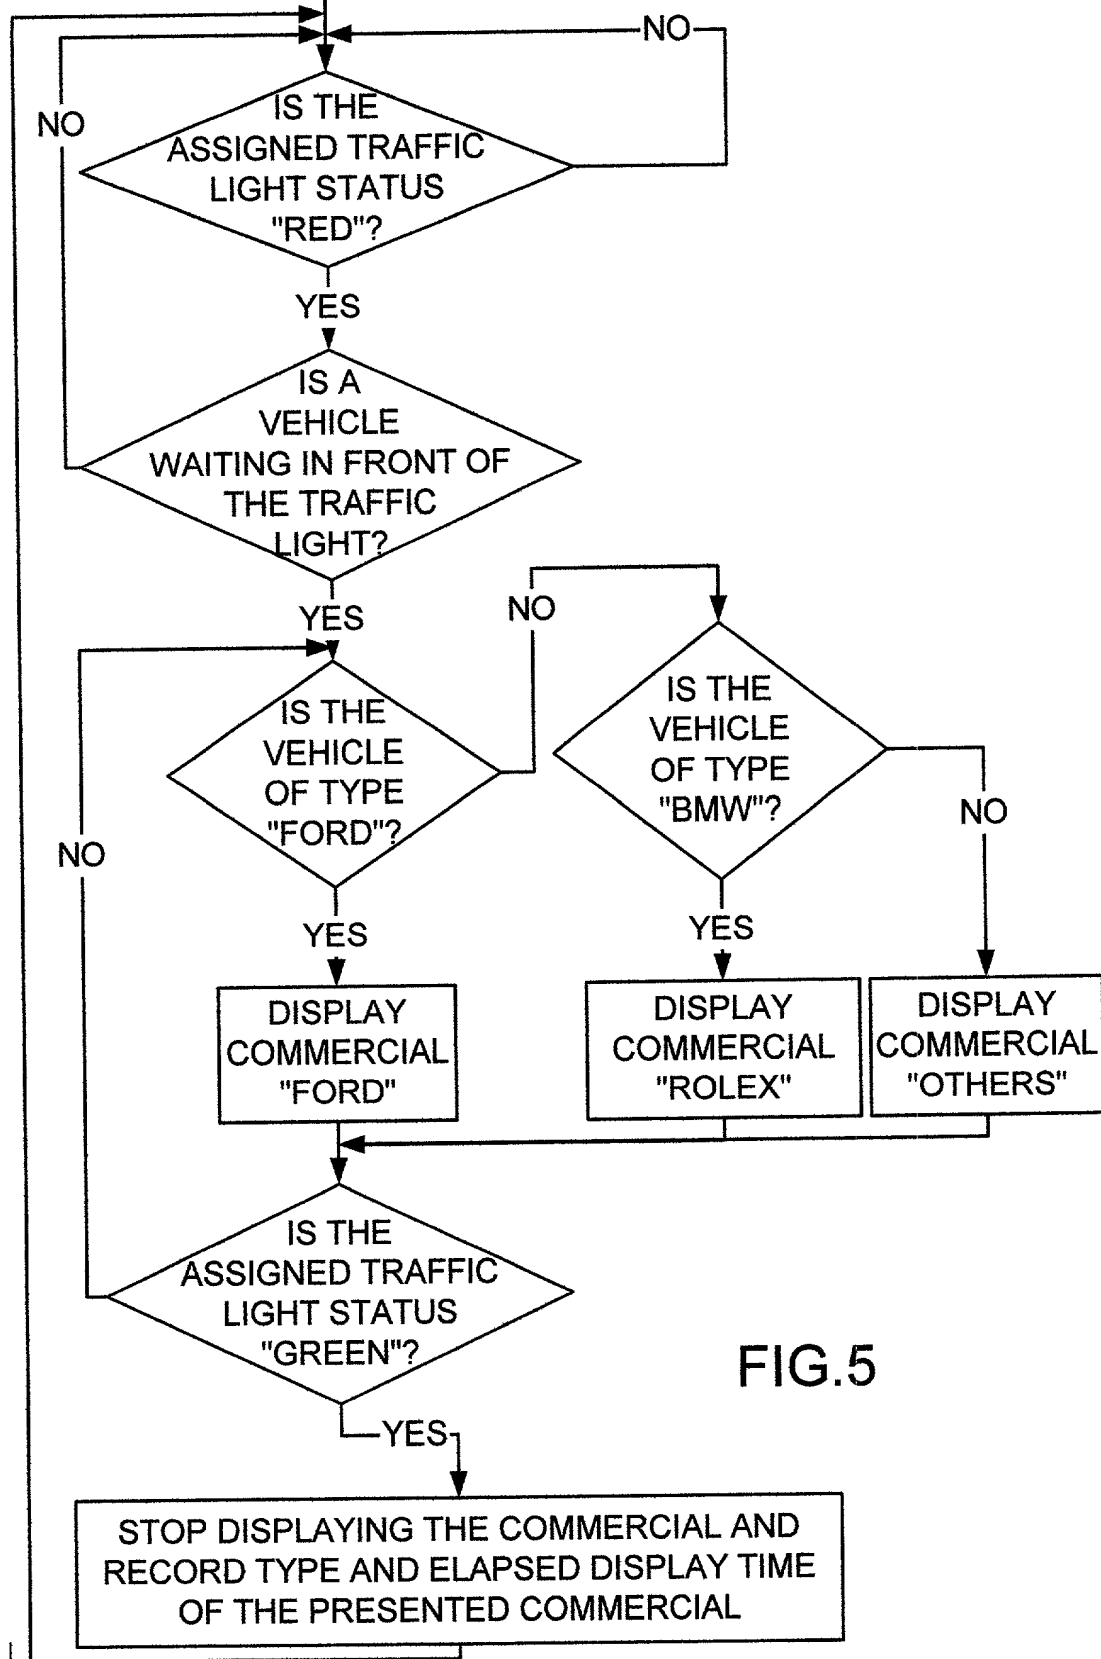 NO
NO
IS THE
ASSIGNED TRAFFIC
LIGHT STATUS
"RED"?
YES
IS A
VEHICLE
WAITING IN FRONT OF
THE TRAFFIC
LIGHT?
YES
NO
IS THE
VEHICLE
OF TYPE
"FORD"?
IS THE
VEHICLE
OF TYPE
"BMW"?
NO
NO
YES
YES
DISPLAY
COMMERCIAL
"FORD"
DISPLAY
COMMERCIAL
"ROLEX"
DISPLAY
COMMERCIAL
"OTHERS"
IS THE
ASSIGNED TRAFFIC
LIGHT STATUS
"GREEN"?
FIG.5
YES
STOP DISPLAYING THE COMMERCIAL AND
RECORD TYPE AND ELAPSED DISPLAY TIME
OF THE PRESENTED COMMERCIAL